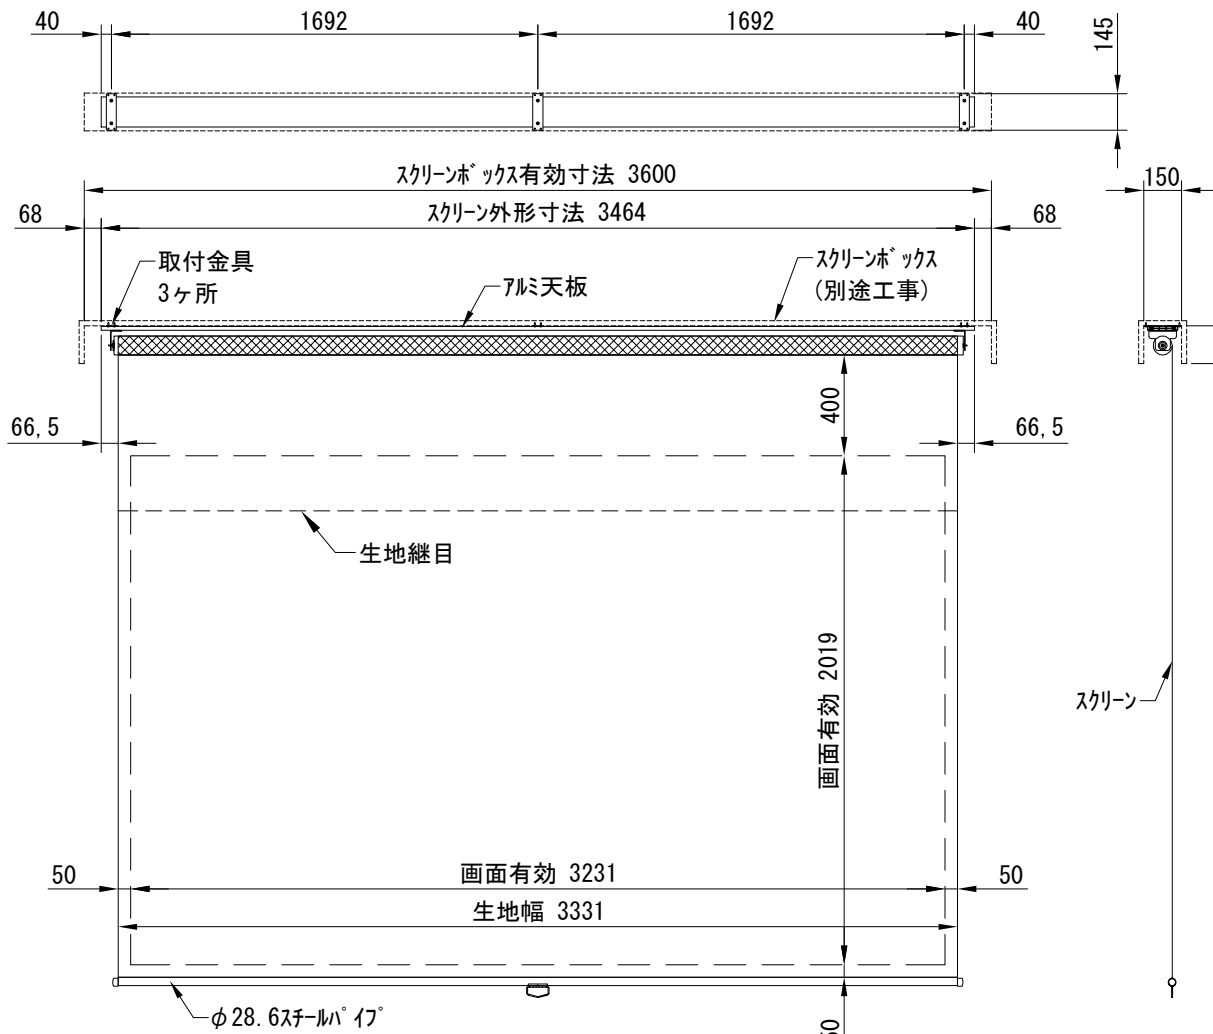 40
1692
1692
40
145
スクリーンボックス有効寸法 3600
150
68
スクリーン外形寸法 3464
68
取付金具
3ヶ所
アルミ天板
スクリーンボックス
(別途工事)
400
66,5
66,5
生地継目
画面有効 2019
スクリーン
50
画面有効 3231
50
生地幅 3331
φ28.6スチールパイプ